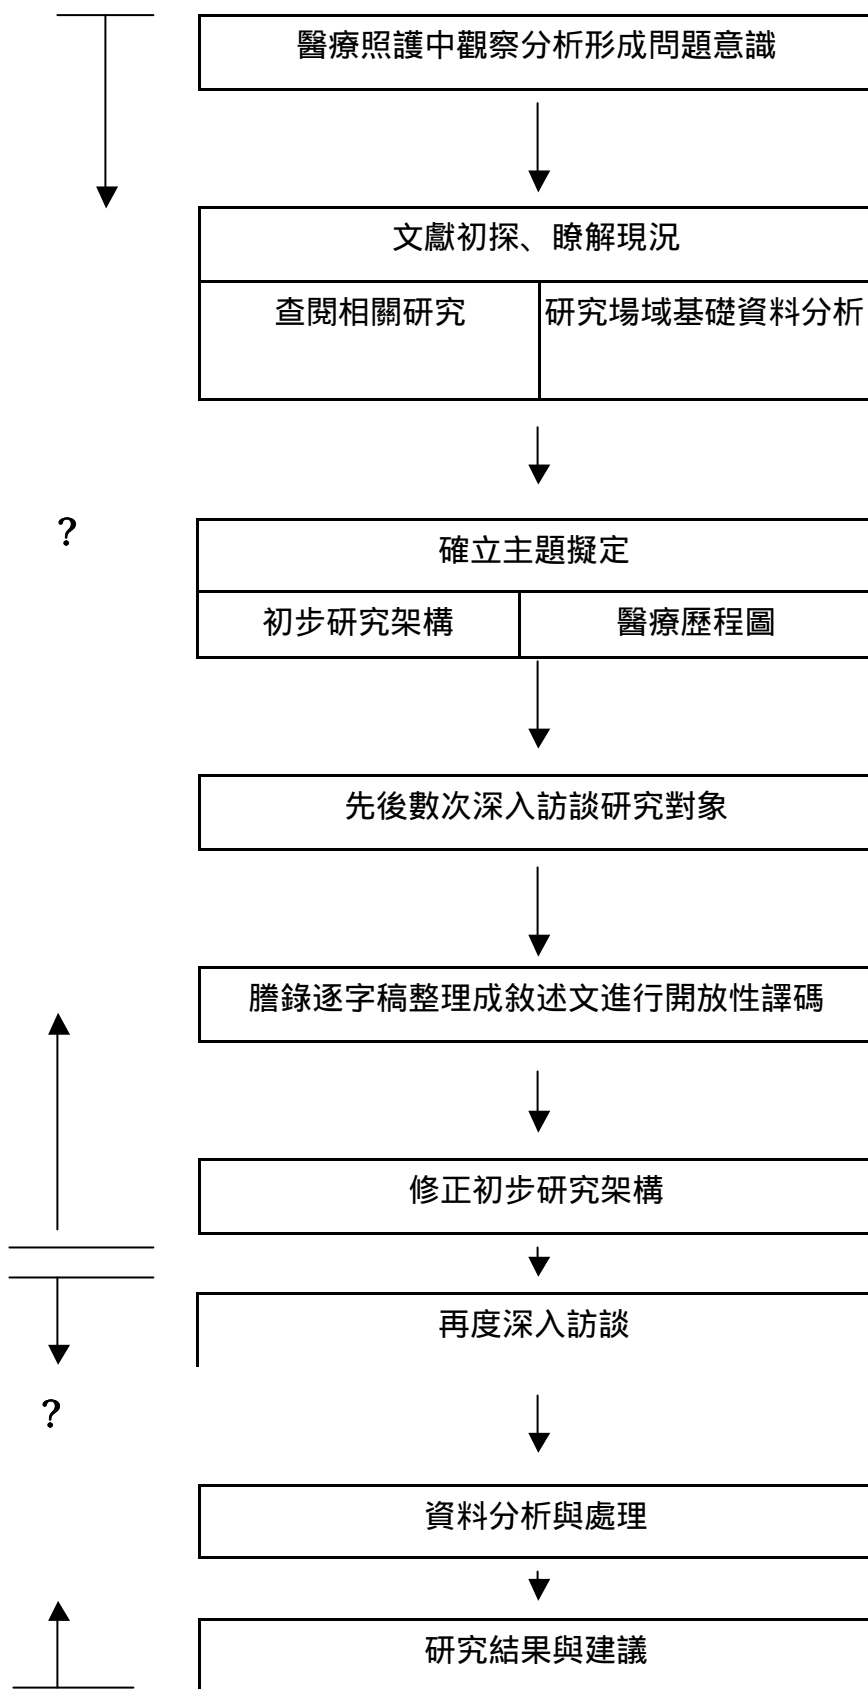 醫療照護中觀察分析形成問題意識
文獻初探、瞭解現況
查閱相關研究
研究場域基礎資料分析
?
確立主題擬定
初步研究架構
醫療歷程圖
先後數次深入訪談研究對象
謄錄逐字稿整理成敘述文進行開放性譯碼
修正初步研究架構
再度深入訪談
?
資料分析與處理
研究結果與建議